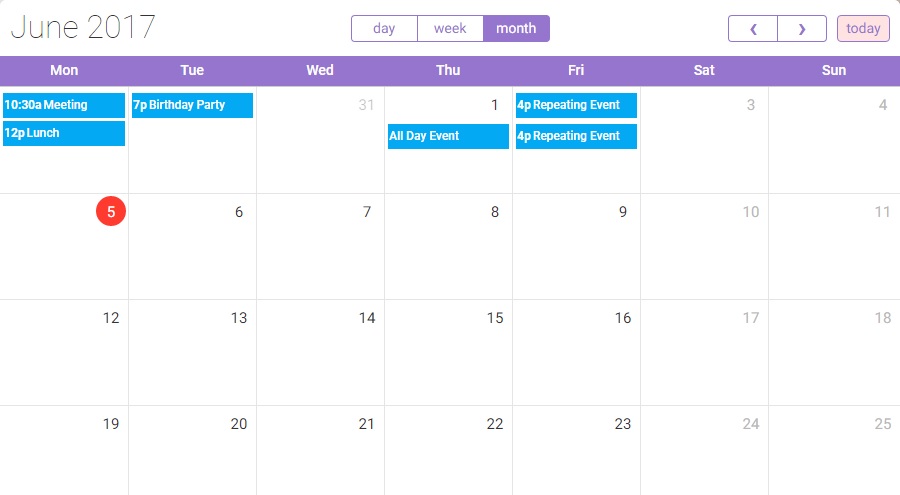 June 2017
day week month
❮ ❯
today
Mon Tue Wed Thu Fri Sat Sun
10:30a Meeting
12p Lunch
7p Birthday Party
31
1
All Day Event
4p Repeating Event
4p Repeating Event
3
4
5 6 7 8 9 10 11
12 13 14 15 16 17 18
19 20 21 22 23 24 25